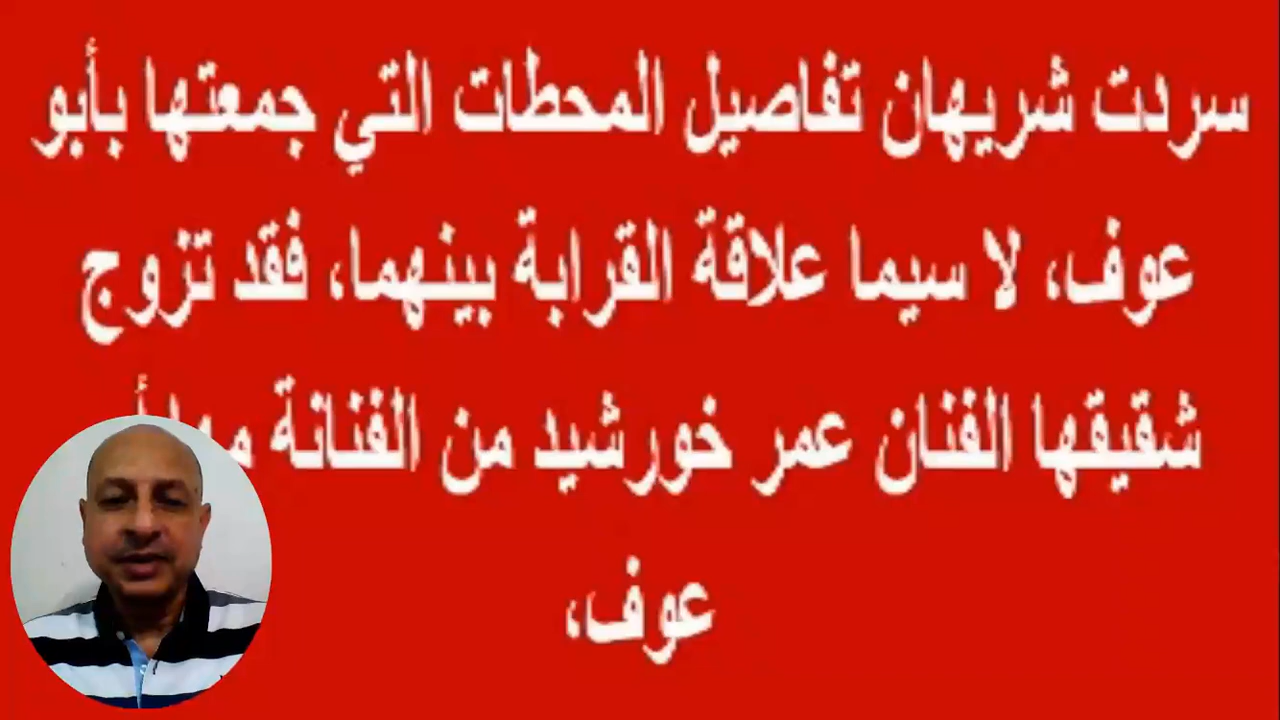 سردت شريهان تفاصيل المحطات التي جمعتها بأبو
عوف، لا سيما علاقة القرابة بينهما، فقد تزوج
شقيقها الفنان عمر خورشيد من الفنانة
عوف،